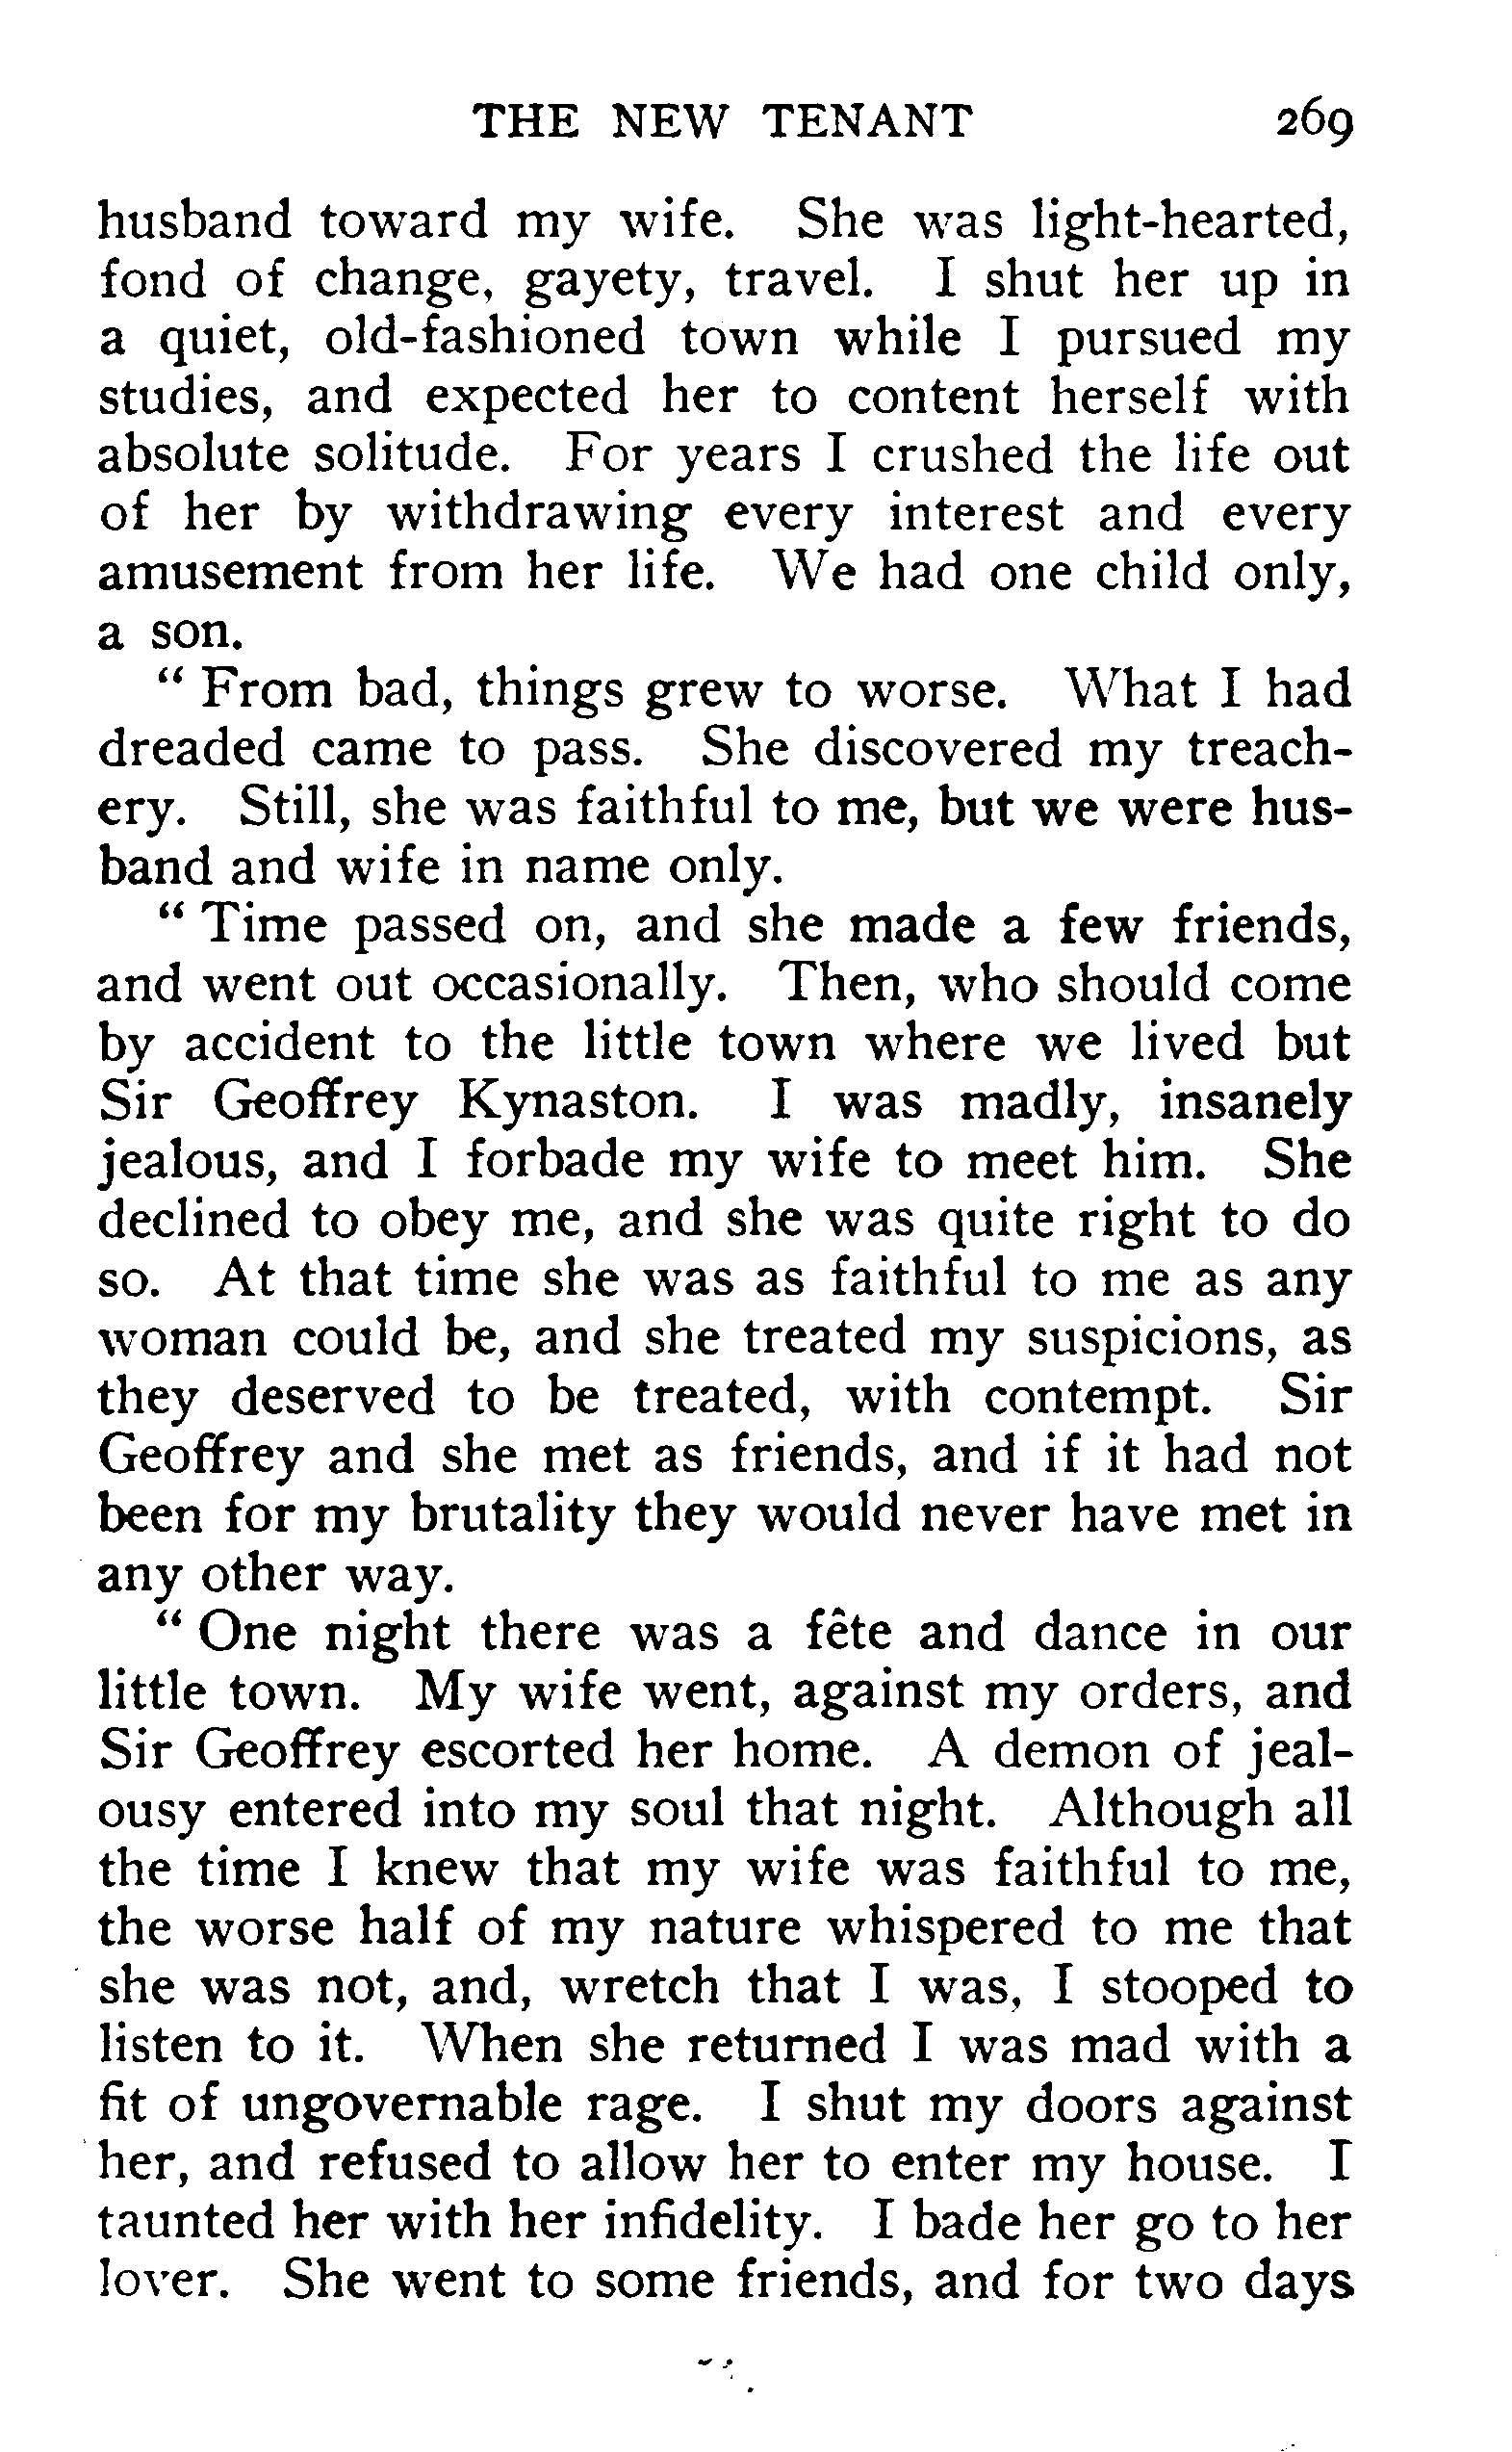 THE NEW TENANT 269
husband toward my wife. She was light-hearted,
fond of change, gayety, travel. I shut her up in
a quiet, old-fashioned town while I pursued my
studies, and expected her to content herself with
absolute solitude. For years I crushed the life out
of her by withdrawing every interest and every
amusement from her life. We had one child only,
a son.
“ From bad, things grew to worse. What I had
dreaded came to pass. She discovered my treach-
ery. Still, she was faithful to me, but we were hus-
band and wife in name only.
“ Time passed on, and she made a few friends,
and went out occasionally. Then, who should come
by accident to the little town where we lived but
Sir Geoffrey Kynaston. I was madly, insanely
jealous, and I forbade my wife to meet him. She
declined to obey me, and she was quite right to do
so. At that time she was as faithful to me as any
woman could be, and she treated my suspicions, as
they deserved to be treated, with contempt. Sir
Geoffrey and she met as friends, and if it had not
been for my brutality they would never have met in
any other way.
“ One night there was a fête and dance in our
little town. My wife went, against my orders, and
Sir Geoffrey escorted her home. A demon of jeal-
ousy entered into my soul that night. Although all
the time I knew that my wife was faithful to me,
the worse half of my nature whispered to me that
she was not, and, wretch that I was, I stooped to
listen to it. When she returned I was mad with a
fit of ungovernable rage. I shut my doors against
her, and refused to allow her to enter my house. I
taunted her with her infidelity. I bade her go to her
lover. She went to some friends, and for two days